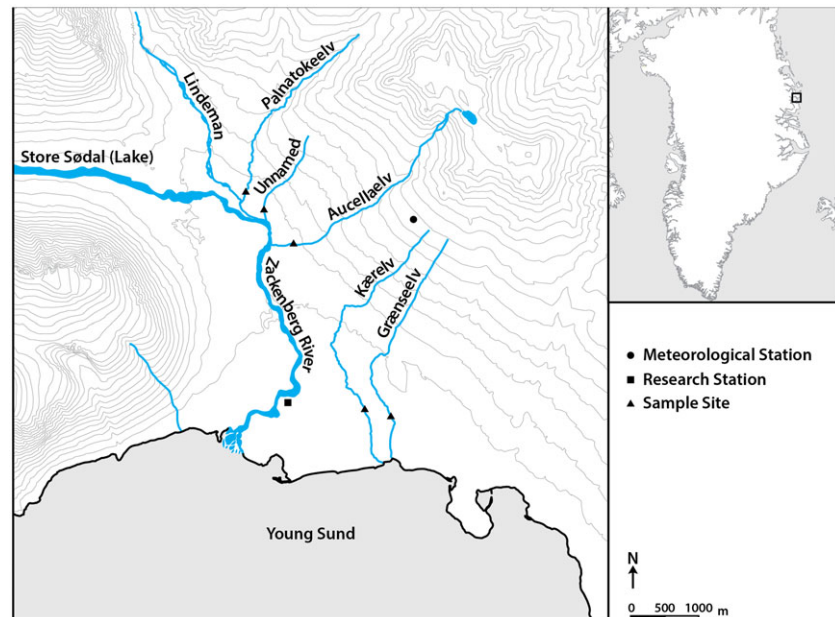 Lindeman
Palnatokeelv
Store Sødal (Lake)
Unnamed
Aucellaelv
Zackenberg River
Kærelv
Grænseelv
Young Sund
Meteorological Station
Research Station
Sample Site
N
0 500 1000 m